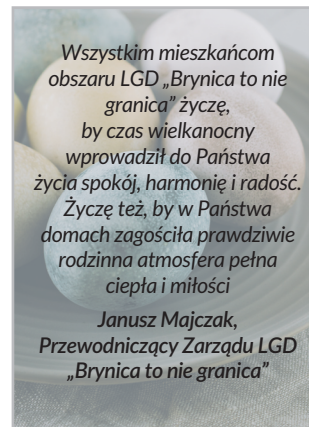 Wszystkim mieszkańcom
obszaru LGD „Brynica to nie
granica” życzę,
by czas wielkanocny
wprowadził do Państwa
życia spokój, harmonię i radość.
Życzę też, by w Państwa
domach zagościła prawdziwie
rodzinna atmosfera pełna
ciepła i miłości
Janusz Majczak,
Przewodniczący Zarządu LGD
„Brynica to nie granica”